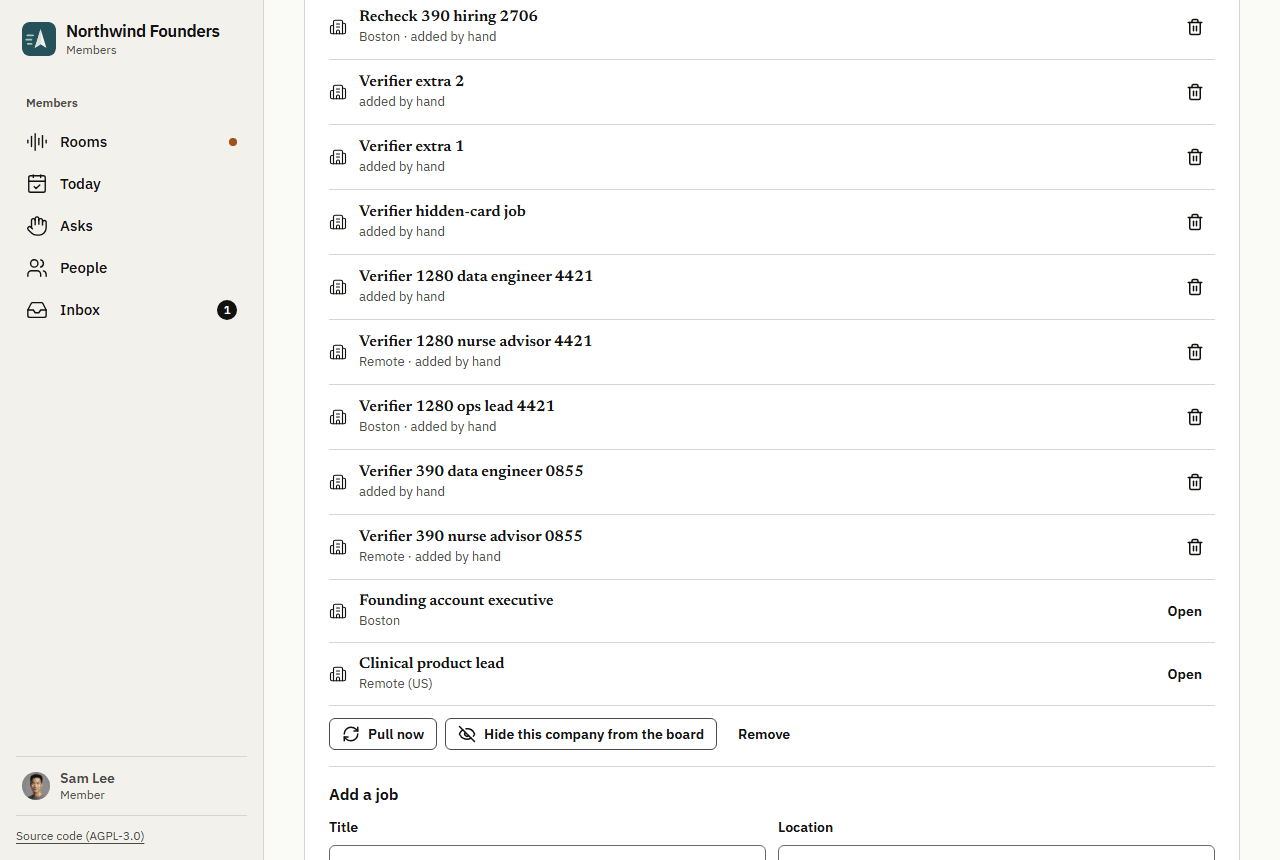 Northwind Founders
Members
Members
Rooms
Today
Asks
People
Inbox
1
Sam Lee
Member
Source code (AGPL-3.0)
Recheck 390 hiring 2706
Boston · added by hand
Verifier extra 2
added by hand
Verifier extra 1
added by hand
Verifier hidden-card job
added by hand
Verifier 1280 data engineer 4421
added by hand
Verifier 1280 nurse advisor 4421
Remote · added by hand
Verifier 1280 ops lead 4421
Boston · added by hand
Verifier 390 data engineer 0855
added by hand
Verifier 390 nurse advisor 0855
Remote · added by hand
Founding account executive
Boston
Open
Clinical product lead
Remote (US)
Open
Pull now
Hide this company from the board
Remove
Add a job
Title
Location